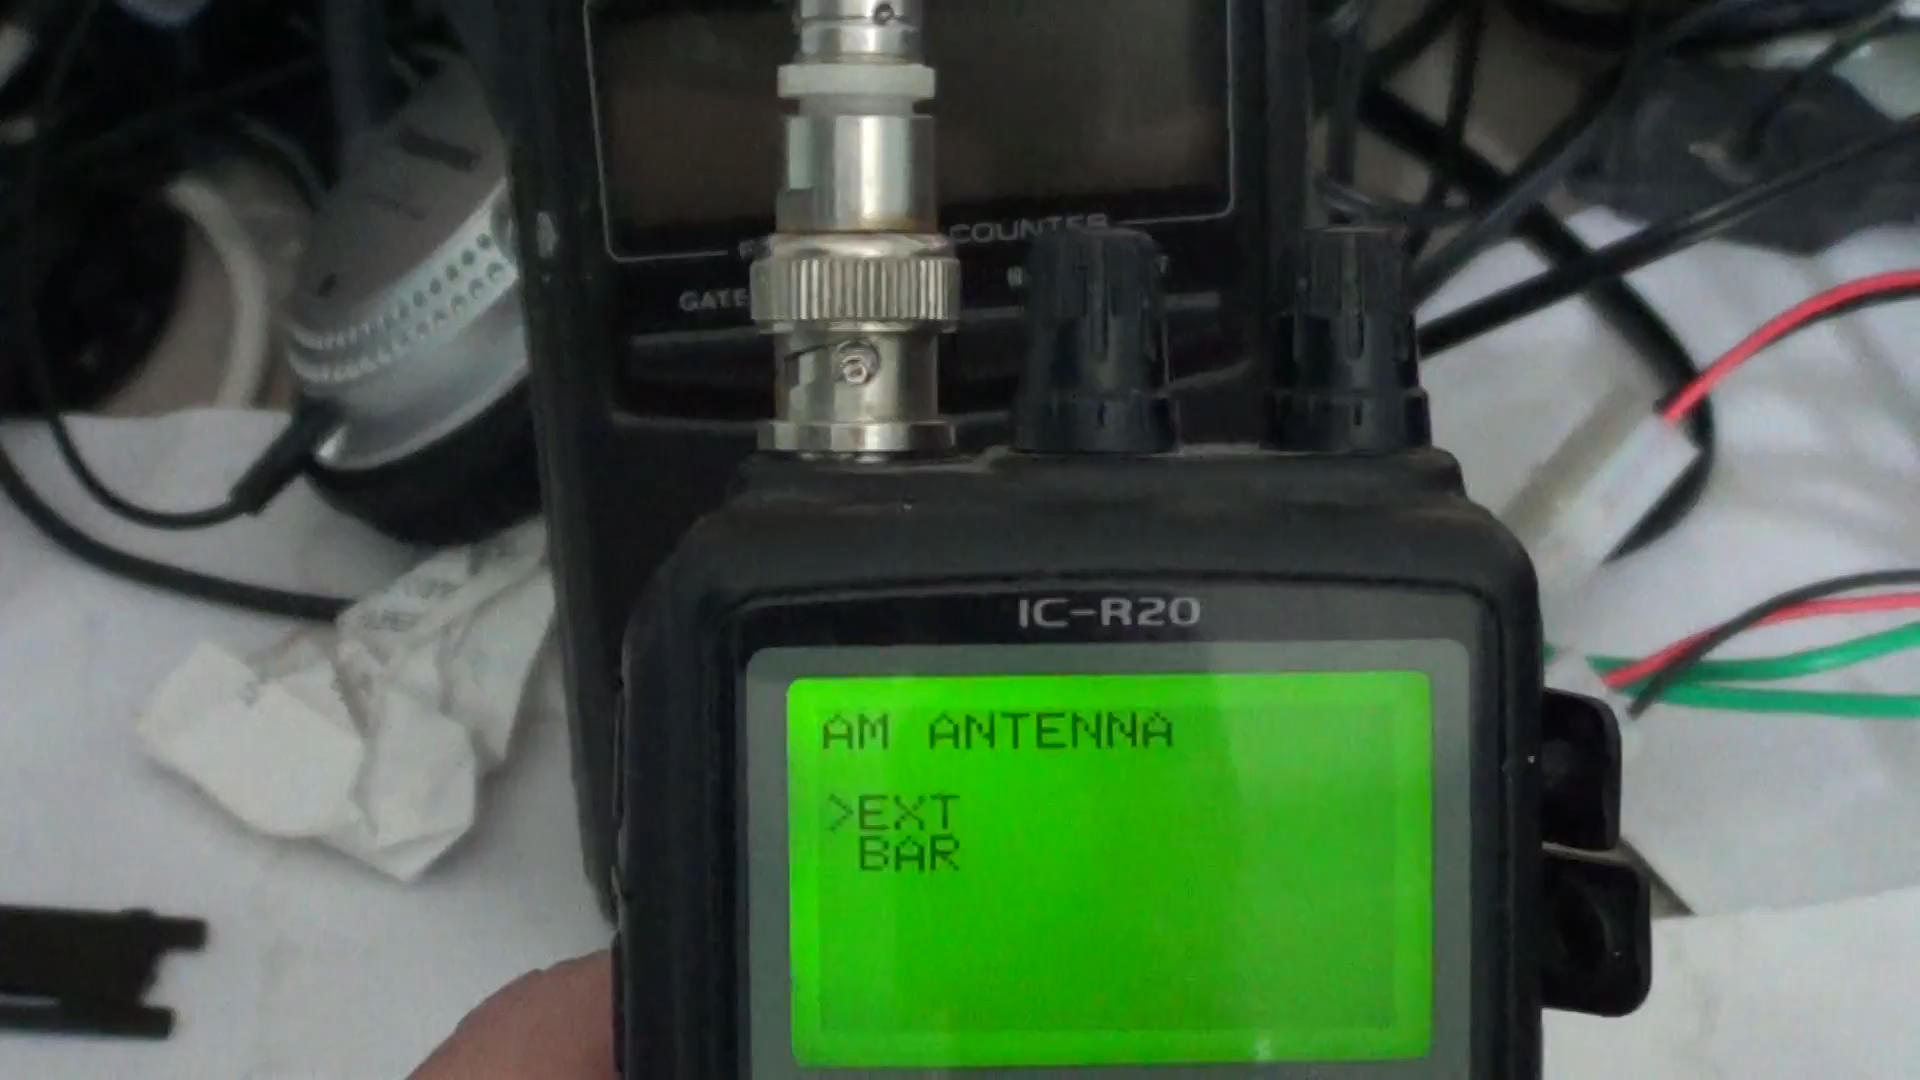 COUNTER
GATE
IC-R20
AM ANTENNA
>EXT
BAR